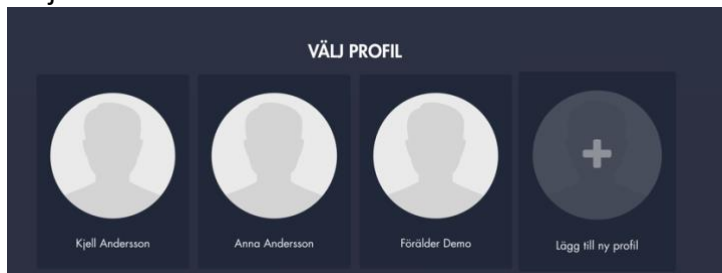 VÄLJ PROFIL
Kjell Andersson
Anna Andersson
Förälder Demo
Lägg till ny profil